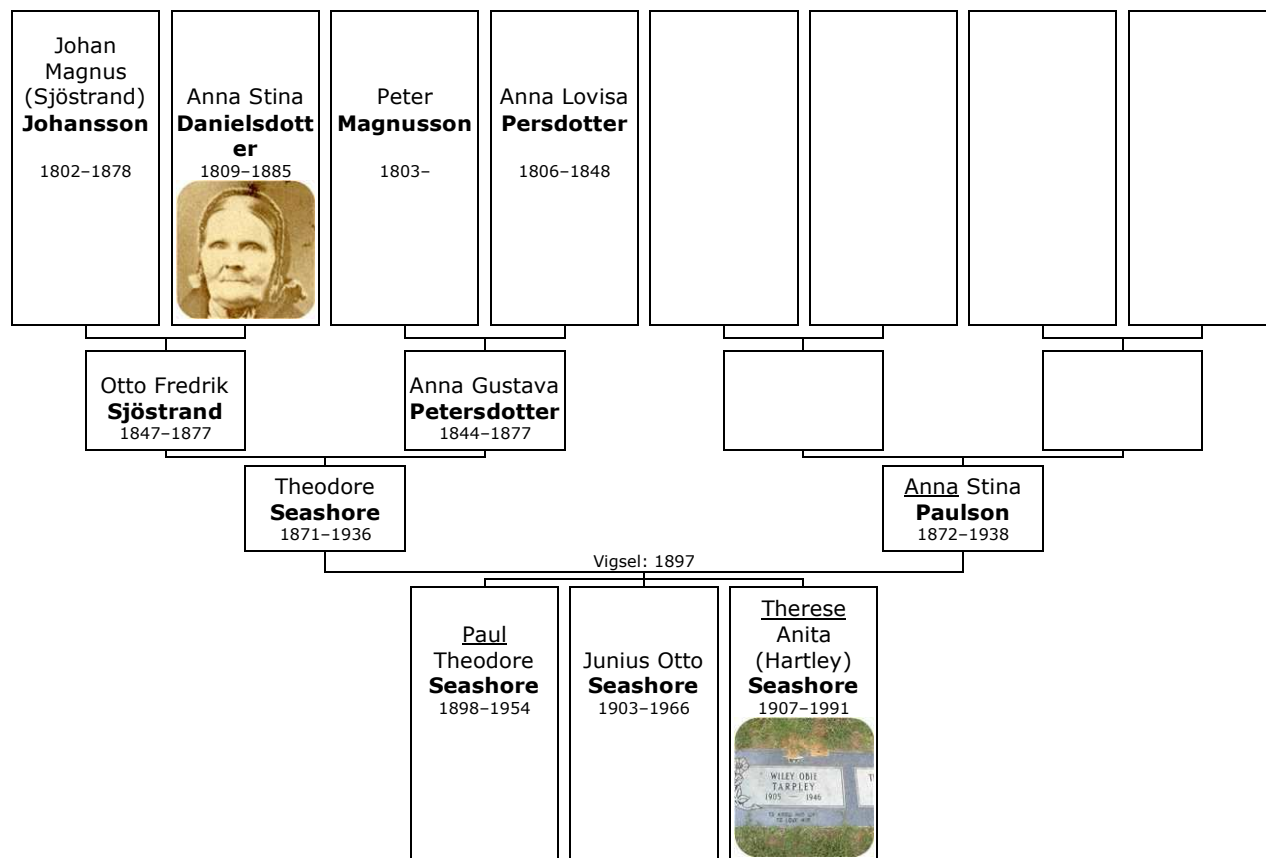 Johan
Magnus
(Sjöstrand)
Johansson
1802–1878
Anna Stina
Danielsdott
er
1809–1885
Peter
Magnusson
1803–
Anna Lovisa
Persdotter
1806–1848
Otto Fredrik
Sjöstrand
1847–1877
Anna Gustava
Petersdotter
1844–1877
Theodore
Seashore
1871–1936
Anna Stina
Paulson
1872–1938
Vigsel: 1897
Paul
Theodore
Seashore
1898–1954
Junius Otto
Seashore
1903–1966
Therese
Anita
(Hartley)
Seashore
1907–1991
WILEY OBIE
TARPLEY
1905 — 1946